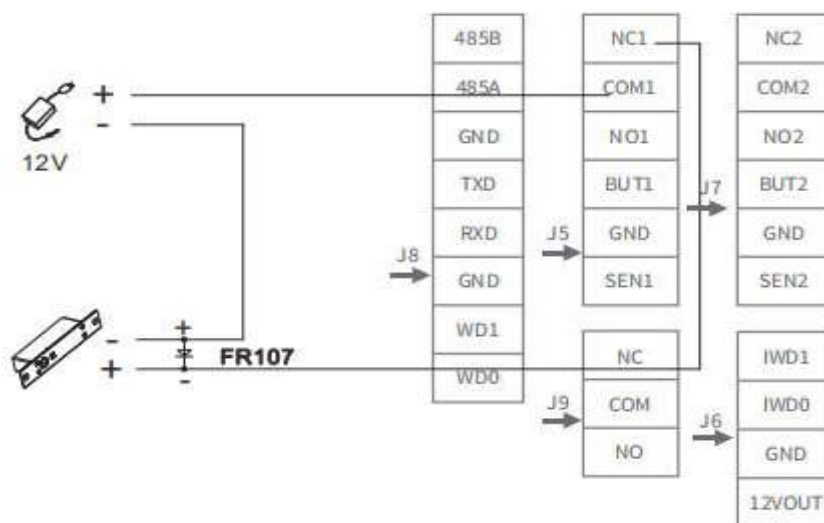 +
-
12V
-
+
+
-
FR107
J8
485B
485A
GND
TXD
RXD
GND
WD1
WD0
J5
NC1
COM1
NO1
BUT1
GND
SEN1
J9
NC
COM
NO
J7
NC2
COM2
NO2
BUT2
GND
SEN2
J6
IWD1
IWD0
GND
12VOUT